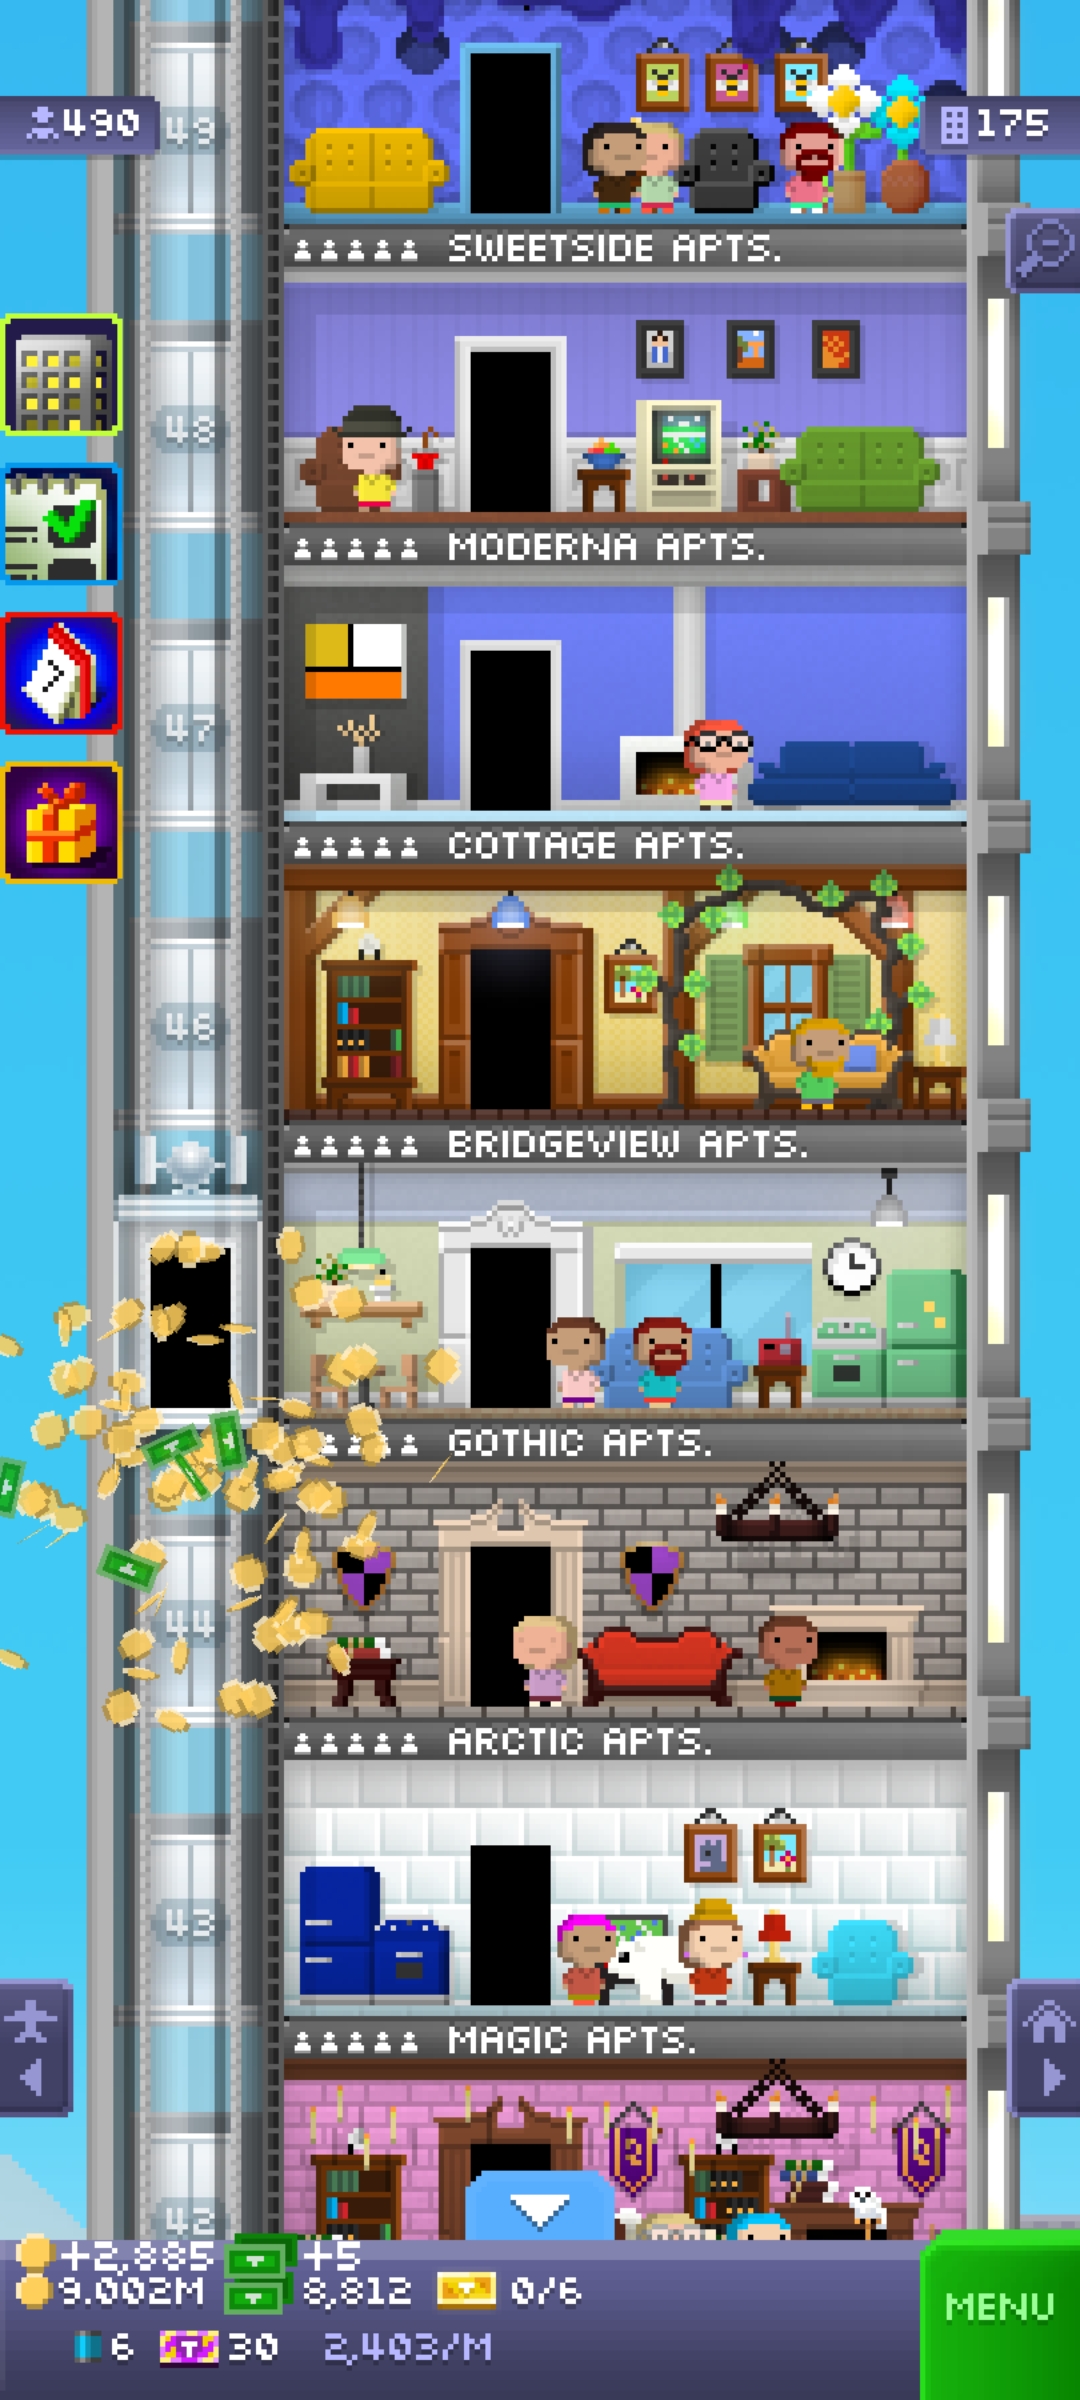 490
49
175
SWEETSIDE APTS.
48
MODERNA APTS.
47
COTTAGE APTS.
46
BRIDGEVIEW APTS.
GOTHIC APTS.
44
ARCTIC APTS.
43
MAGIC APTS.
42
+2,885 +5
9.002M 8,812 0/6
MENU
6 T 30 2,403/M